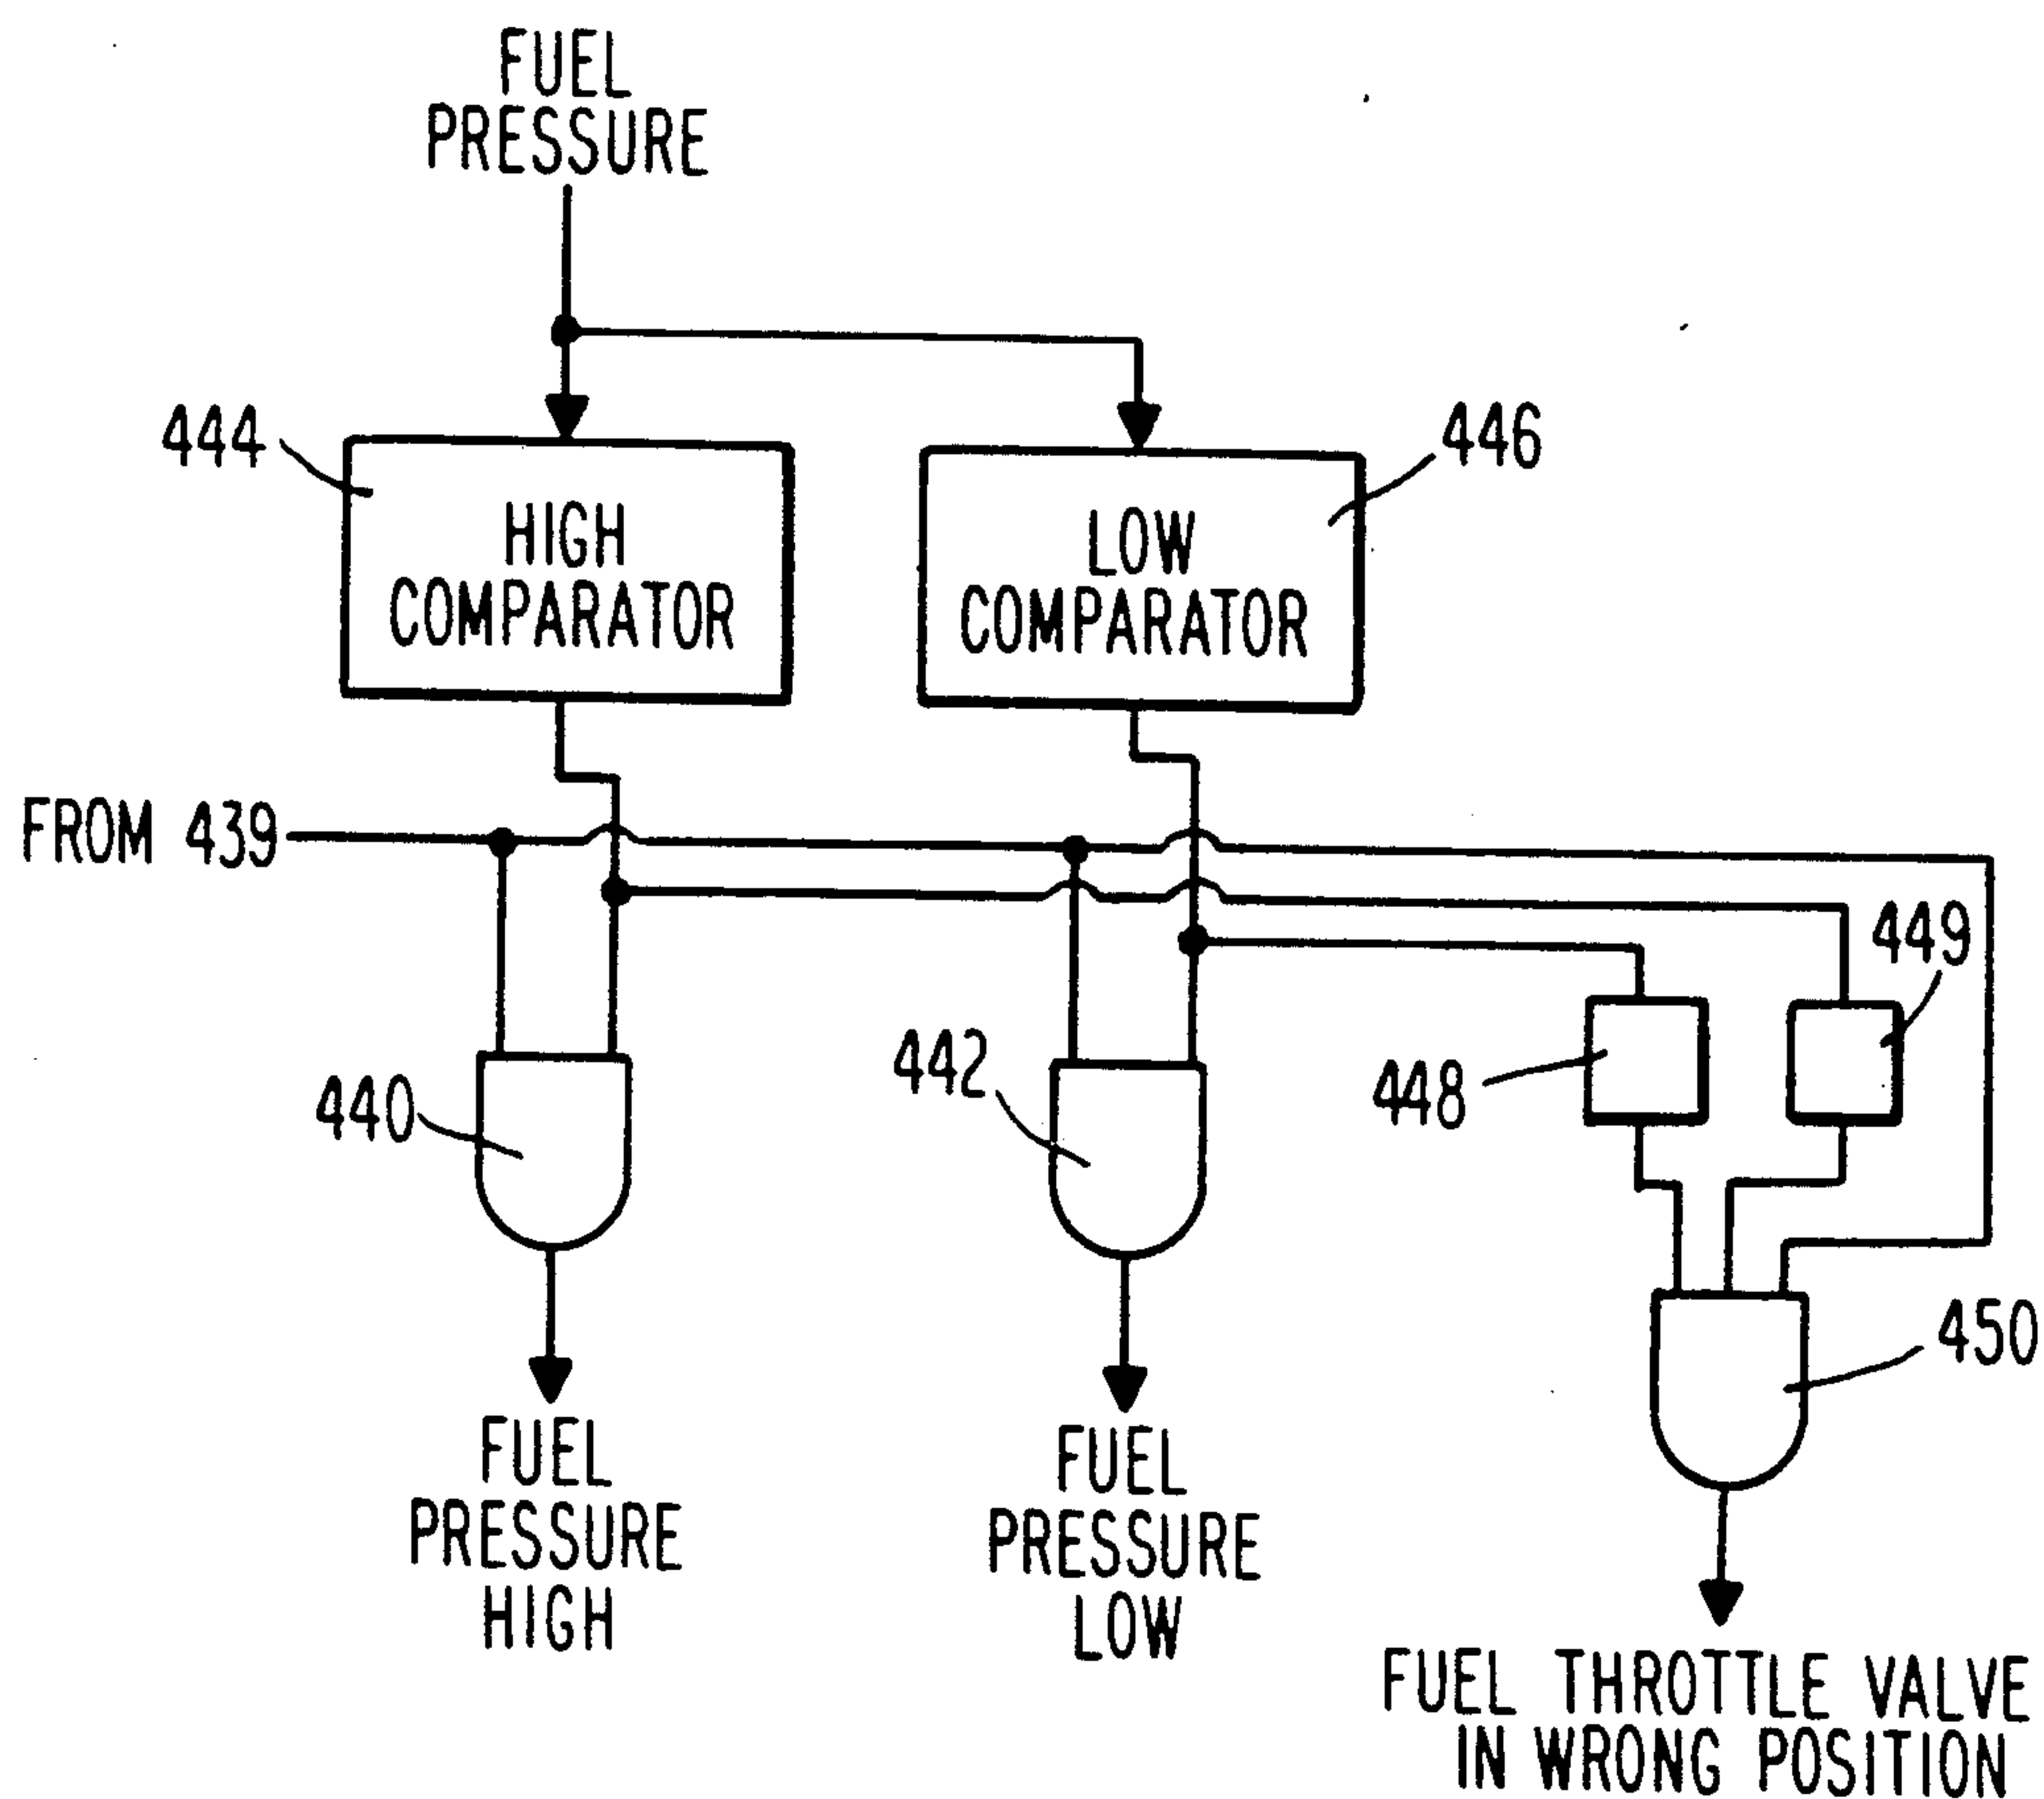 FUEL
PRESSURE
444
446
HIGH
COMPARATOR
LOW
COMPARATOR
FROM 439
449
442
448
440
450
FUEL
PRESSURE
HIGH
FUEL
PRESSURE
LOW
FUEL THROTTLE VALVE
IN WRONG POSITION